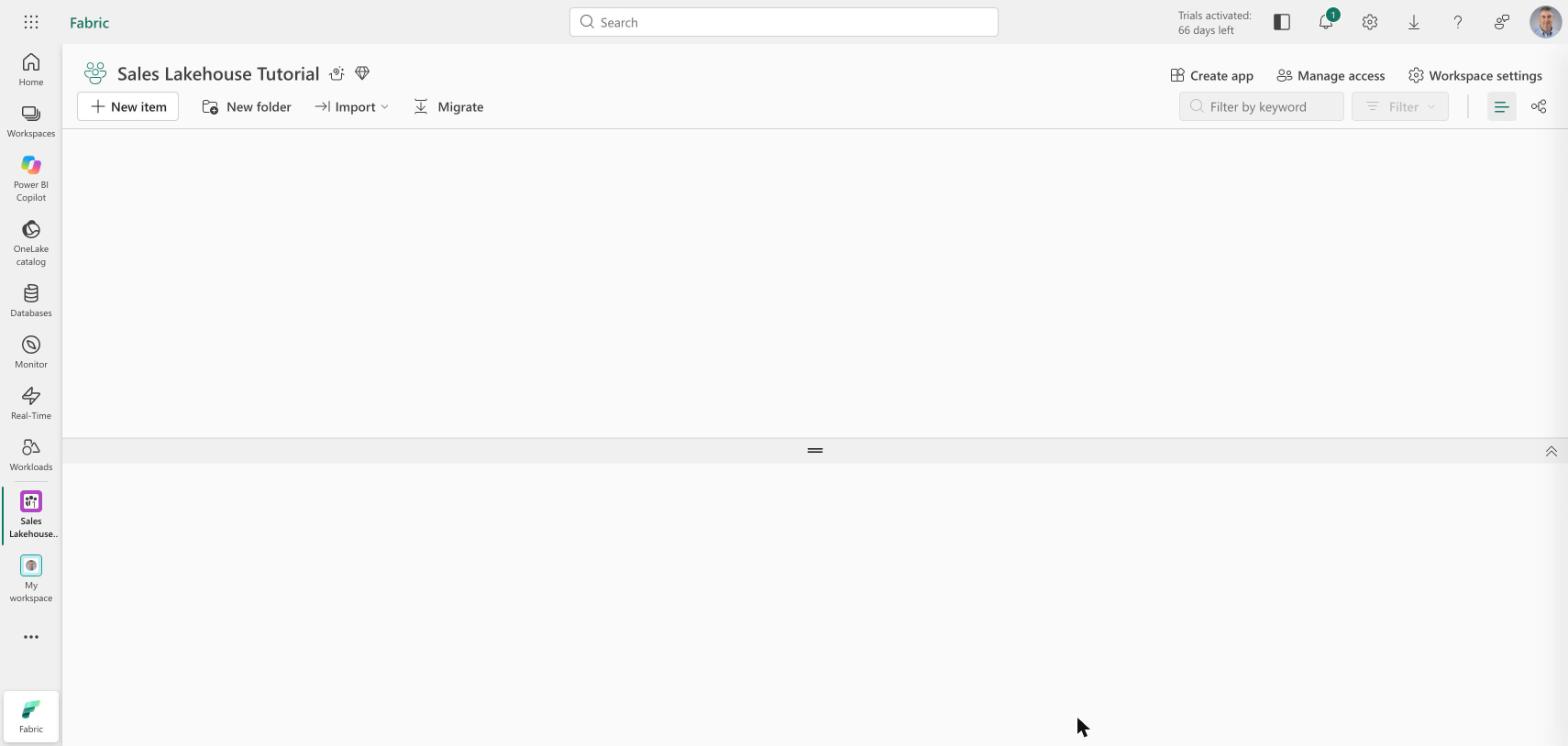 Fabric
Search
Trials activated:
66 days left
1
?
Home
Workspaces
Power BI
Copilot
OneLake
catalog
Databases
Monitor
Real-Time
Workloads
Sales
Lakehouse..
My
workspace
Fabric
Sales Lakehouse Tutorial
Create app
Manage access
Workspace settings
New item
New folder
Import
Migrate
Filter by keyword
Filter